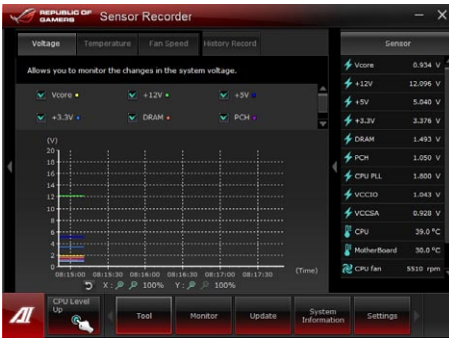 REPUBLIC OF
GAMERS
Sensor Recorder
Voltage Temperature Fan Speed History Record
Allows you to monitor the changes in the system voltage.
Vcore +12V +5V
+3.3V DRAM PCH
(V)
20
18
16
14
12
10
8
6
4
2
0
08:15:00 08:15:30 08:16:00 08:16:30 08:17:00 08:17:30
(Time)
X: 100% Y: 100%
Sensor
Vcore 0.934 V
+12V 12.096 V
+5V 5.040 V
+3.3V 3.376 V
DRAM 1.493 V
PCH 1.050 V
CPU PLL 1.800 V
VCCIO 1.043 V
VCCSA 0.928 V
CPU 39.0 °C
MotherBoard 30.0 °C
CPU fan 5510 rpm
CPU Level
Up
Tool Monitor Update System
Information Settings